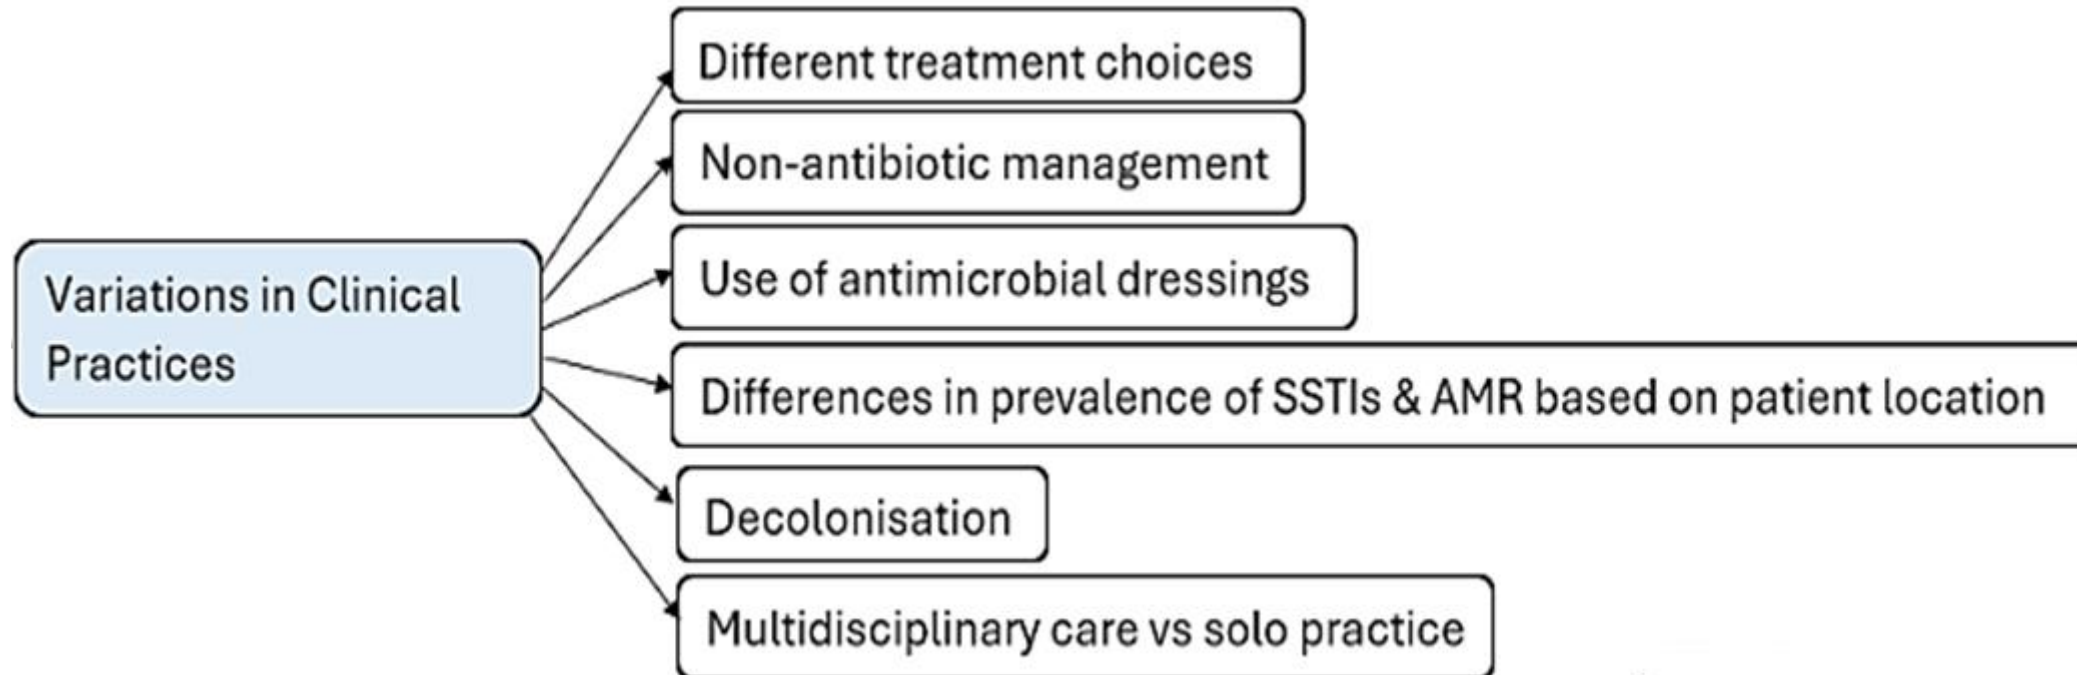 Variations in Clinical
Practices
Different treatment choices
Non-antibiotic management
Use of antimicrobial dressings
Differences in prevalence of SSTIs & AMR based on patient location
Decolonisation
Multidisciplinary care vs solo practice